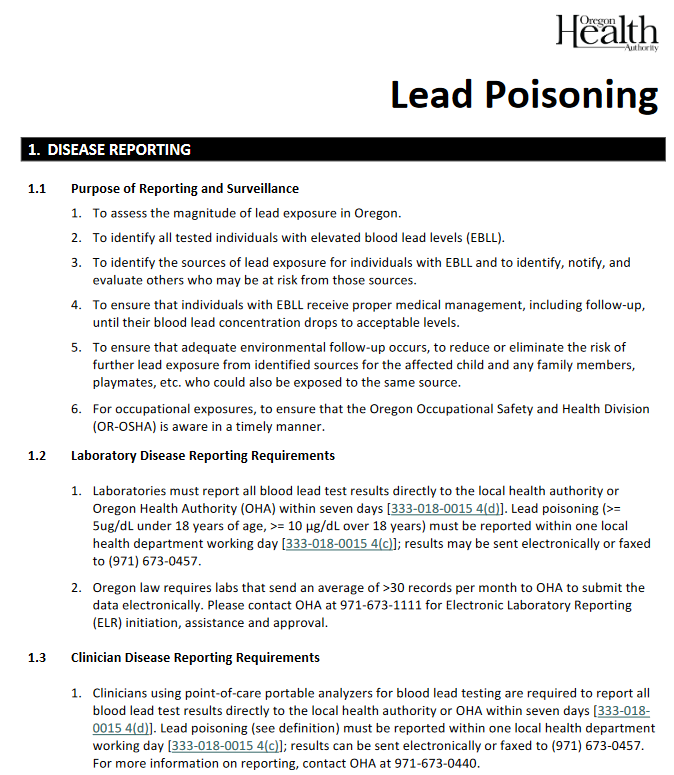 Oregon
Health
Authority
Lead Poisoning
1. DISEASE REPORTING
1.1 Purpose of Reporting and Surveillance
1. To assess the magnitude of lead exposure in Oregon.
2. To identify all tested individuals with elevated blood lead levels (EBLL).
3. To identify the sources of lead exposure for individuals with EBLL and to identify, notify, and
evaluate others who may be at risk from those sources.
4. To ensure that individuals with EBLL receive proper medical management, including follow-up,
until their blood lead concentration drops to acceptable levels.
5. To ensure that adequate environmental follow-up occurs, to reduce or eliminate the risk of
further lead exposure from identified sources for the affected child and any family members,
playmates, etc. who could also be exposed to the same source.
6. For occupational exposures, to ensure that the Oregon Occupational Safety and Health Division
(OR-OSHA) is aware in a timely manner.
1.2 Laboratory Disease Reporting Requirements
1. Laboratories must report all blood lead test results directly to the local health authority or
Oregon Health Authority (OHA) within seven days [333-018-0015 4(d)]. Lead poisoning (>=
5ug/dL under 18 years of age, >= 10 µg/dL over 18 years) must be reported within one local
health department working day [333-018-0015 4(c)]; results may be sent electronically or faxed
to (971) 673-0457.
2. Oregon law requires labs that send an average of >30 records per month to OHA to submit the
data electronically. Please contact OHA at 971-673-1111 for Electronic Laboratory Reporting
(ELR) initiation, assistance and approval.
1.3 Clinician Disease Reporting Requirements
1. Clinicians using point-of-care portable analyzers for blood lead testing are required to report all
blood lead test results directly to the local health authority or OHA within seven days [333-018-
0015 4(d)]. Lead poisoning (see definition) must be reported within one local health department
working day [333-018-0015 4(c)]; results can be sent electronically or faxed to (971) 673-0457.
For more information on reporting, contact OHA at 971-673-0440.